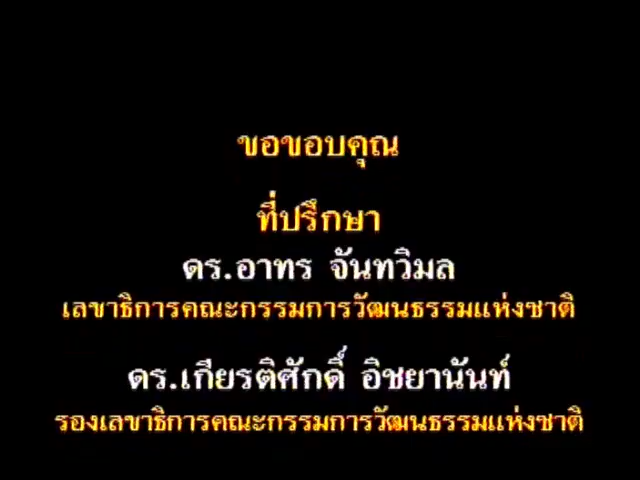 ขอขอบคุณ
ที่ปรึกษา
ดร.อาทร จันทวิมล
เลขาธิการคณะกรรมการวัฒนธรรมแห่งชาติ
ดร.เกียรติศักดิ์ อิชยานันท์
รองเลขาธิการคณะกรรมการวัฒนธรรมแห่งชาติ